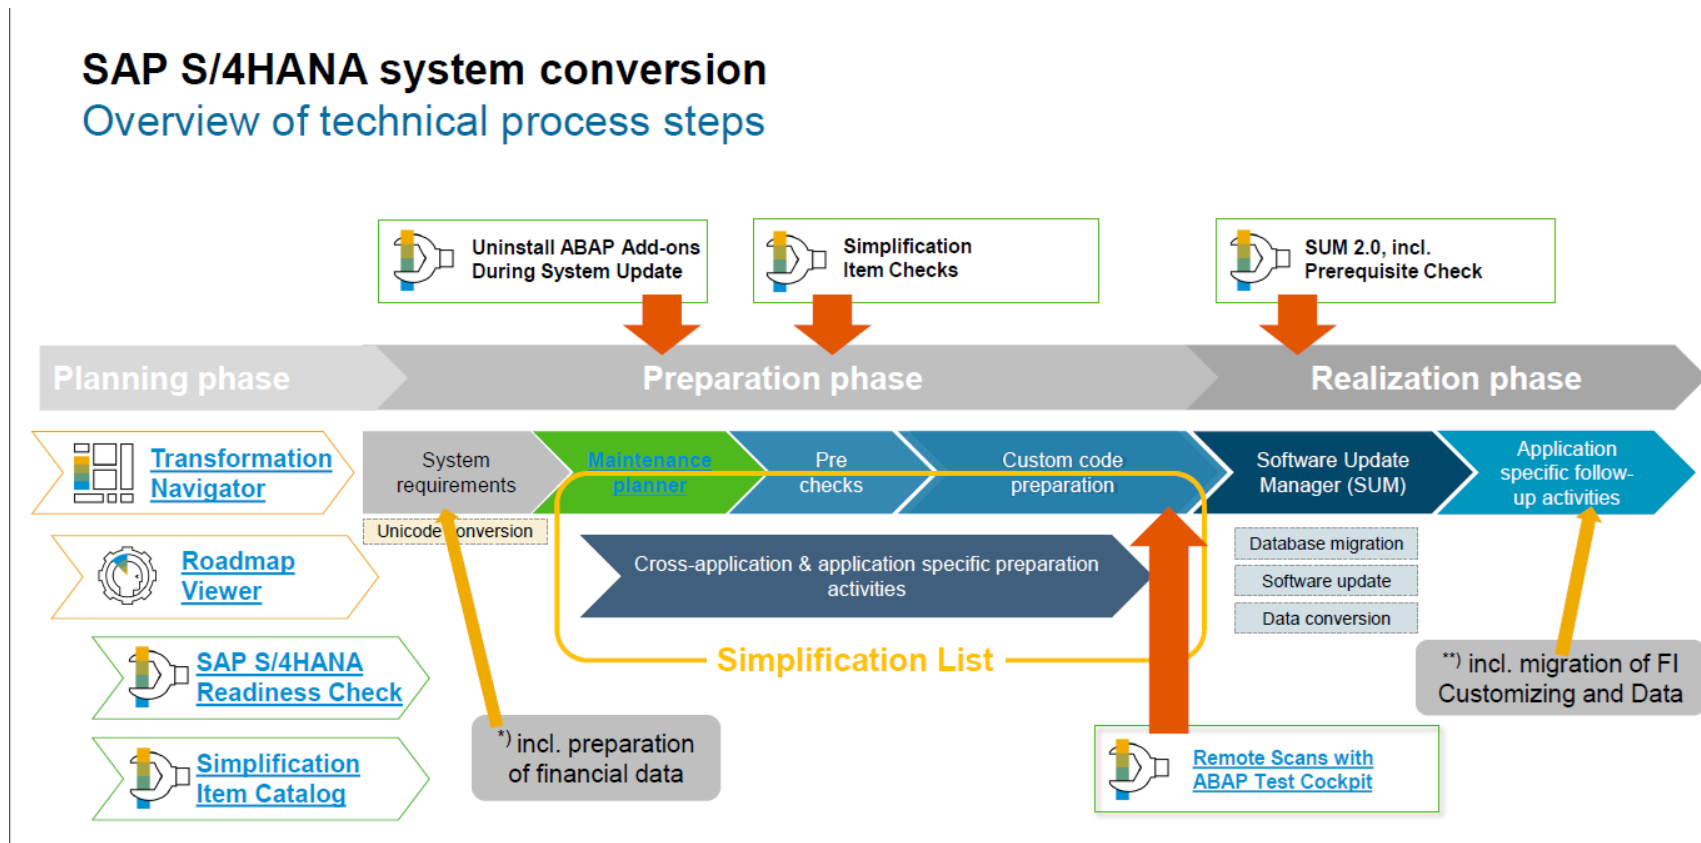 SAP S/4HANA system conversion
Overview of technical process steps
Uninstall ABAP Add-ons
During System Update
Simplification
Item Checks
SUM 2.0, incl.
Prerequisite Check
Planning phase
Preparation phase
Realization phase
Transformation
Navigator
System
requirements
Maintenance
planner
Pre
checks
Custom code
preparation
Software Update
Manager (SUM)
Application
specific follow-
up activities
Unicode conversion
Roadmap
Viewer
Cross-application & application specific preparation
activities
Database migration
Software update
Data conversion
Simplification List
SAP S/4HANA
Readiness Check
*) incl. preparation
of financial data
**) incl. migration of FI
Customizing and Data
Simplification
Item Catalog
Remote Scans with
ABAP Test Cockpit